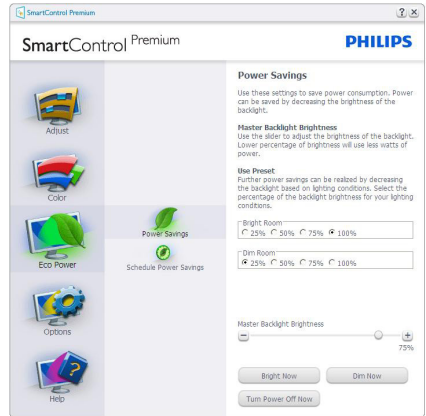 SmartControl Premium
? ×
SmartControl Premium
PHILIPS
Adjust
Color
Eco Power
Options
Help
Power Savings
Schedule Power Savings
Power Savings
Use these settings to save power consumption. Power
can be saved by decreasing the brightness of the
backlight.
Master Backlight Brightness
Use the slider to adjust the brightness of the backlight.
Lower percentage of brightness will use less watts of
power.
Use Preset
Further power savings can be realized by decreasing
the backlight based on lighting conditions. Select the
percentage of the backlight brightness for your lighting
conditions.
Bright Room
25% 50% 75% 100%
Dim Room
25% 50% 75% 100%
Master Backlight Brightness
75%
Bright Now Dim Now
Turn Power Off Now